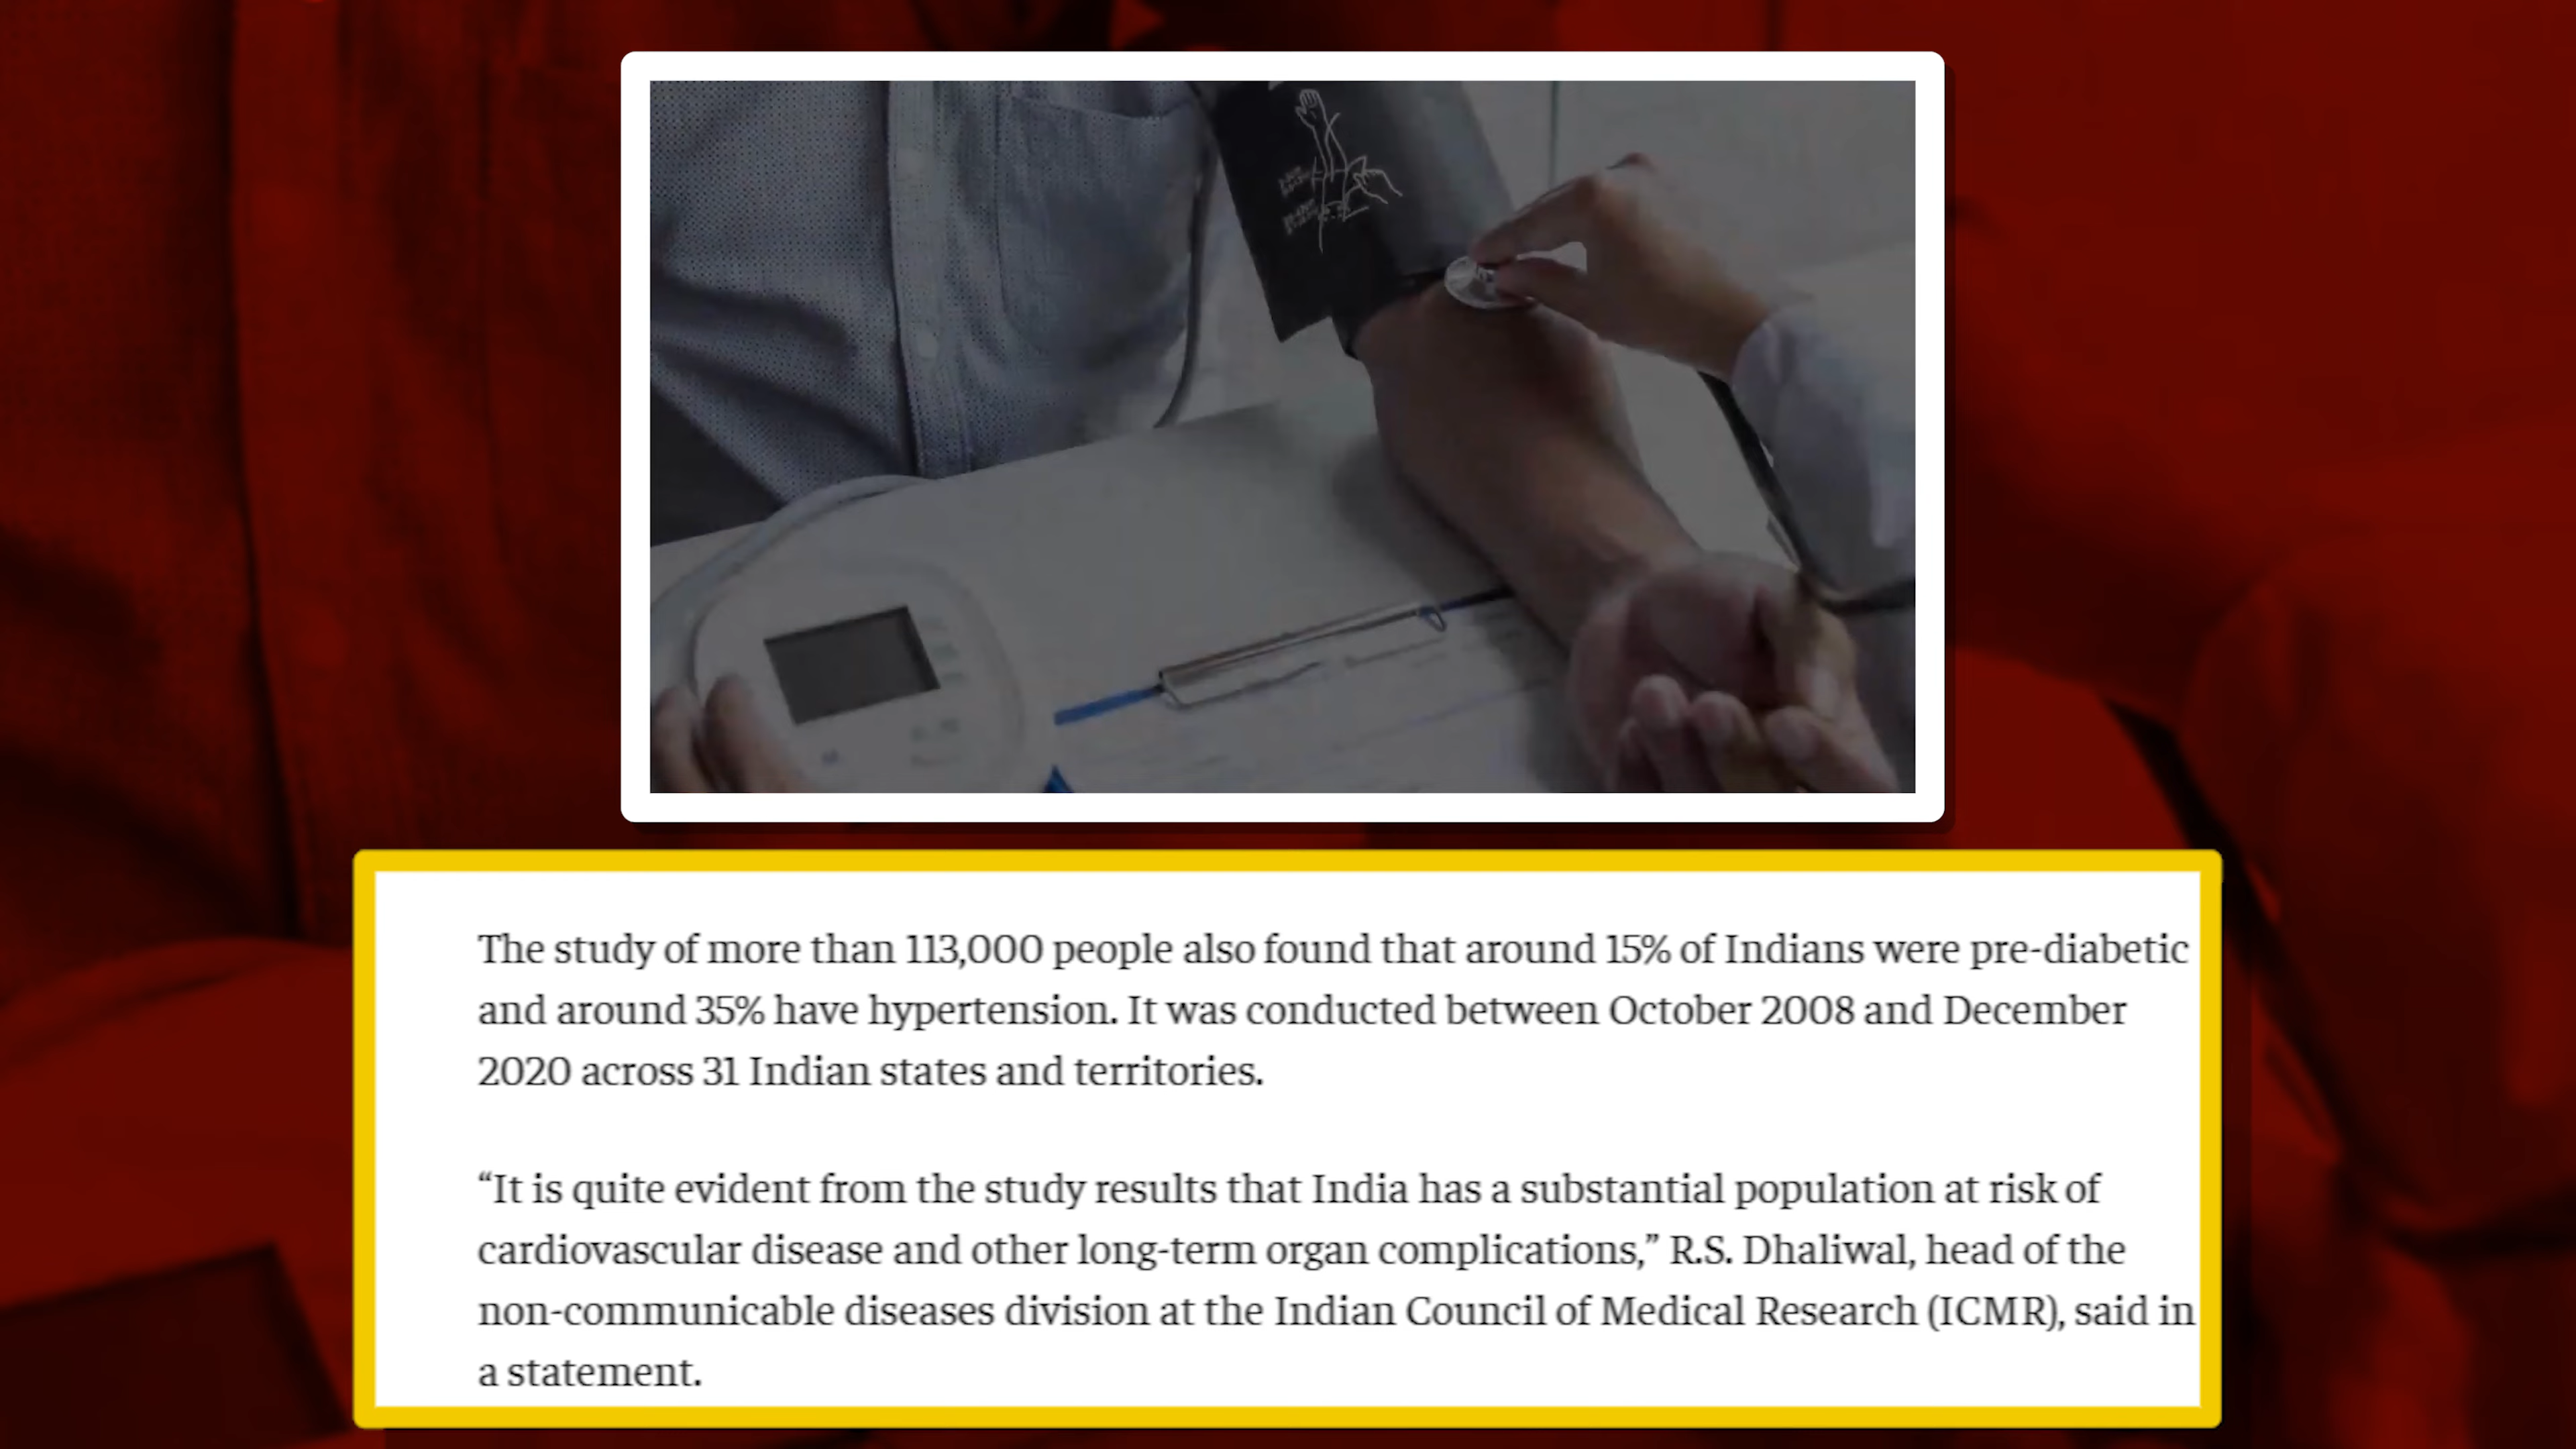 The study of more than 113,000 people also found that around 15% of Indians were pre-diabetic
and around 35% have hypertension. It was conducted between October 2008 and December
2020 across 31 Indian states and territories.
“It is quite evident from the study results that India has a substantial population at risk of
cardiovascular disease and other long-term organ complications,” R.S. Dhaliwal, head of the
non-communicable diseases division at the Indian Council of Medical Research (ICMR), said in
a statement.